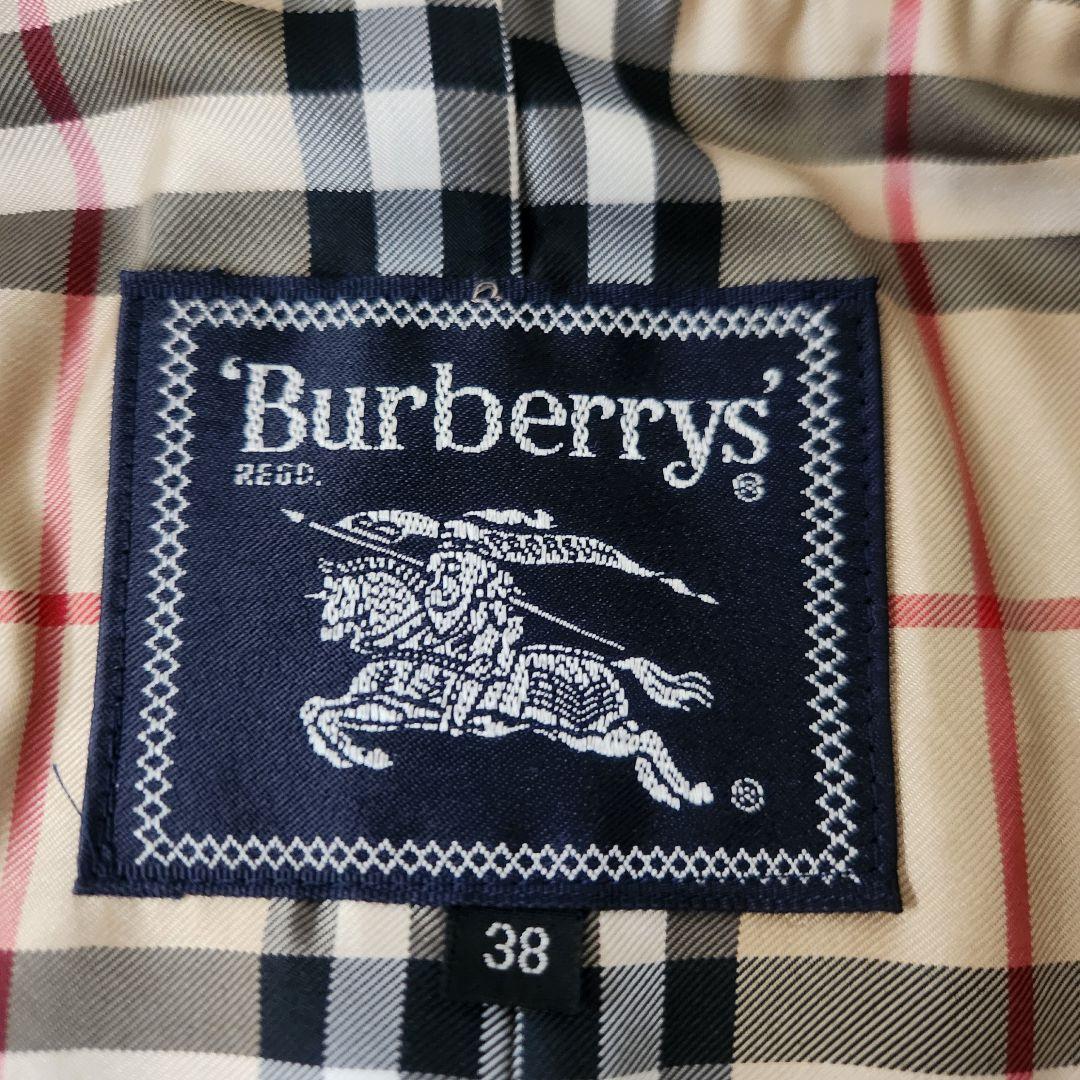 ‘Burberrys’
REGD. ®
®
38